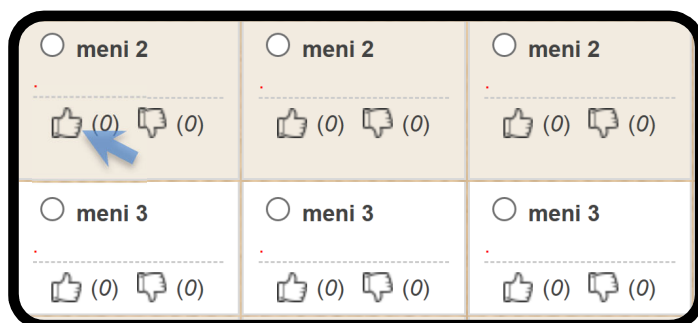 meni 2 meni 2 meni 2
. . .
(0) (0) (0) (0) (0) (0)
meni 3 meni 3 meni 3
. . .
(0) (0) (0) (0) (0) (0)